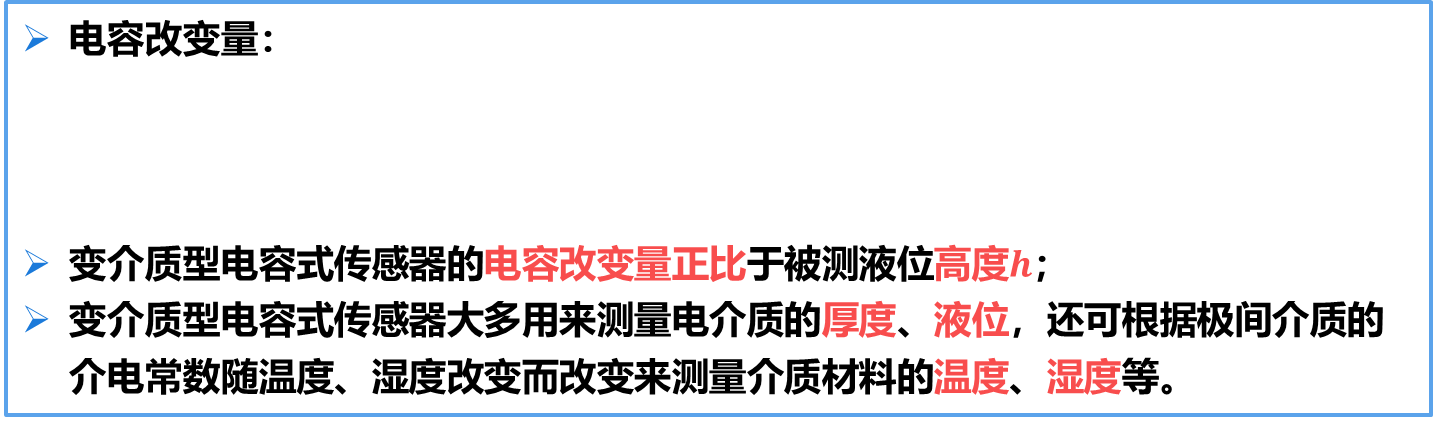 ➢ 电容改变量：
➢ 变介质型电容式传感器的电容改变量正比于被测液位高度h；
➢ 变介质型电容式传感器大多用来测量电介质的厚度、液位，还可根据极间介质的
介电常数随温度、湿度改变而改变来测量介质材料的温度、湿度等。